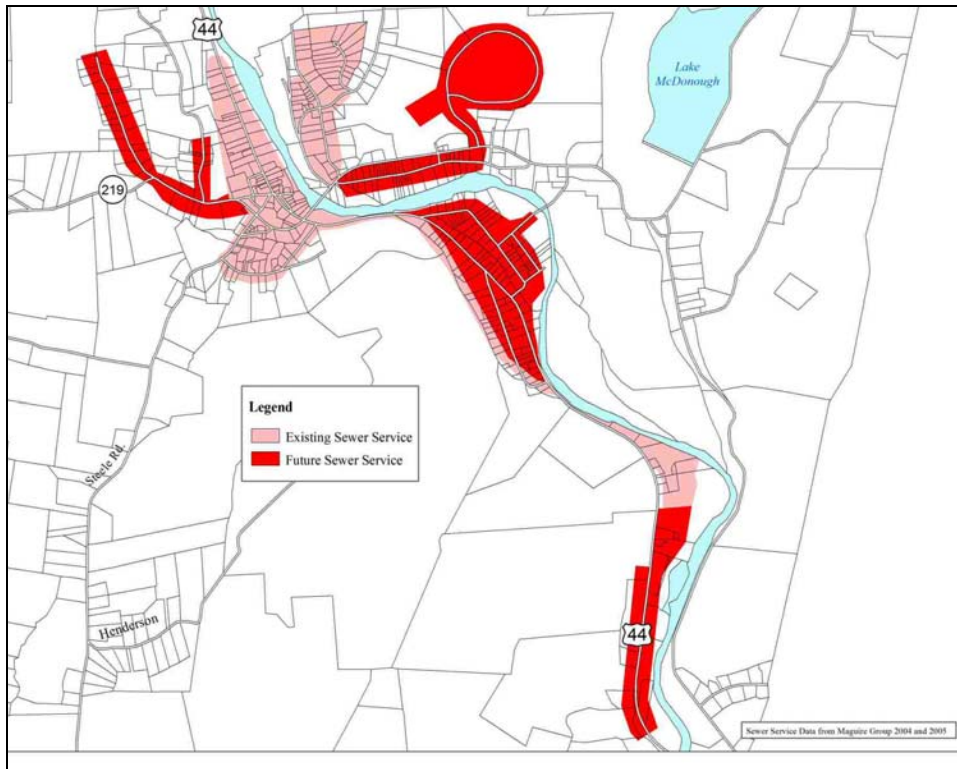 44
Lake
McDonough
219
Legend
Existing Sewer Service
Future Sewer Service
Steele Rd.
Henderson
44
Sewer Service Data from Maguire Group 2004 and 2005